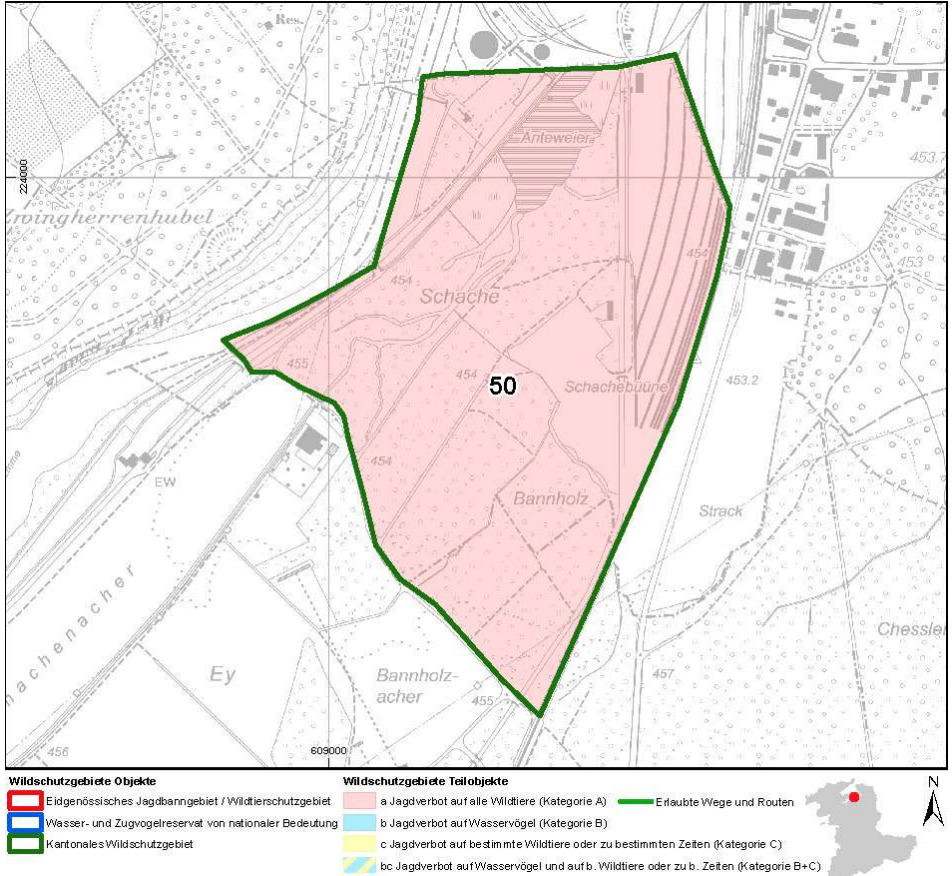 Res.
Änteweier
224000
453.7
Zwingherrenhubel
453
454
454
Schache
455
454
50
Schachebüüne
453.2
454
EW
Bannholz
Strack
Chessler
Ey
Bannholz-
acher
457
455
456
609000
Wildschutzgebiete Objekte
Eidgenössisches Jagdbanngebiet / Wildtierschutzgebiet
Wasser- und Zugvogelreservat von nationaler Bedeutung
Kantonales Wildschutzgebiet
Wildschutzgebiete Teilobjekte
a Jagdverbot auf alle Wildtiere (Kategorie A)
b Jagdverbot auf Wasservögel (Kategorie B)
c Jagdverbot auf bestimmte Wildtiere oder zu bestimmten Zeiten (Kategorie C)
bc Jagdverbot auf Wasservögel und auf b. Wildtiere oder zu b. Zeiten (Kategorie B+C)
Erlaubte Wege und Routen
N